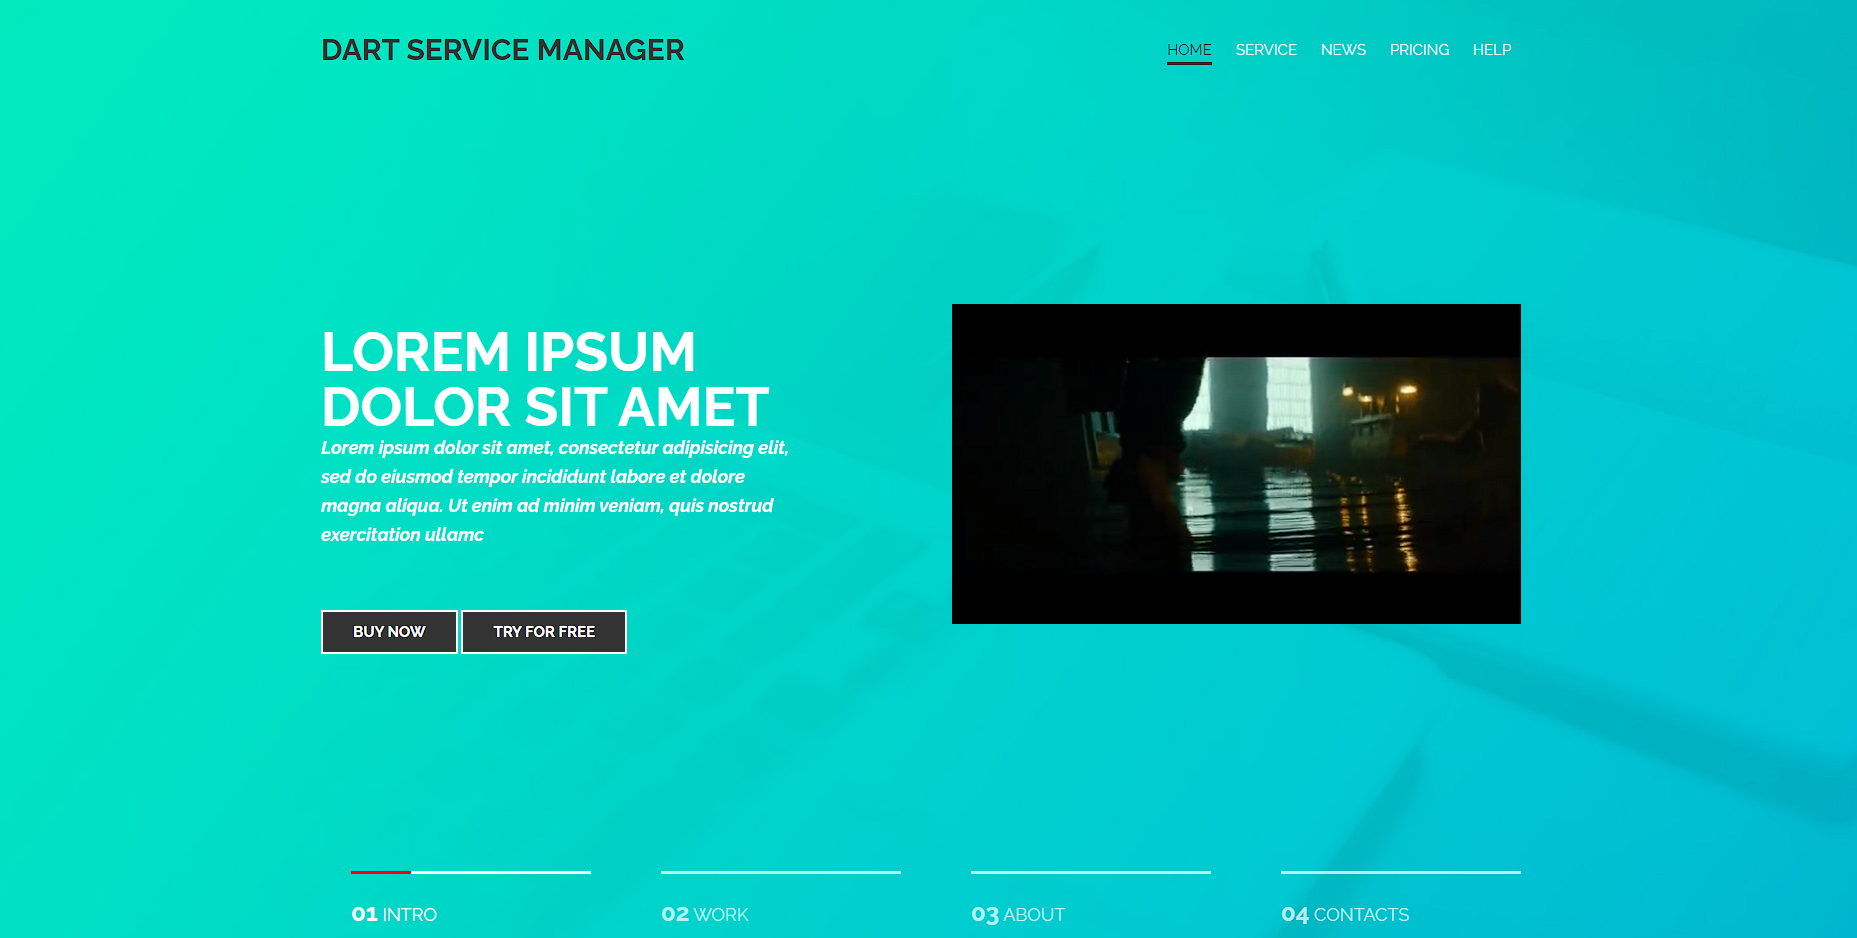 DART SERVICE MANAGER
HOME SERVICE NEWS PRICING HELP
LOREM IPSUM
DOLOR SIT AMET
Lorem ipsum dolor sit amet, consectetur adipisicing elit,
sed do eiusmod tempor incididunt labore et dolore
magna aliqua. Ut enim ad minim veniam, quis nostrud
exercitation ullamc
BUY NOW TRY FOR FREE
01 INTRO
02 WORK
03 ABOUT
04 CONTACTS